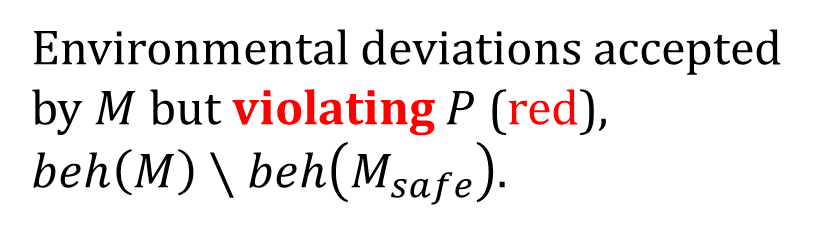 Environmental deviations accepted
by M but violating P (red),
beh(M) \ beh(M_safe).